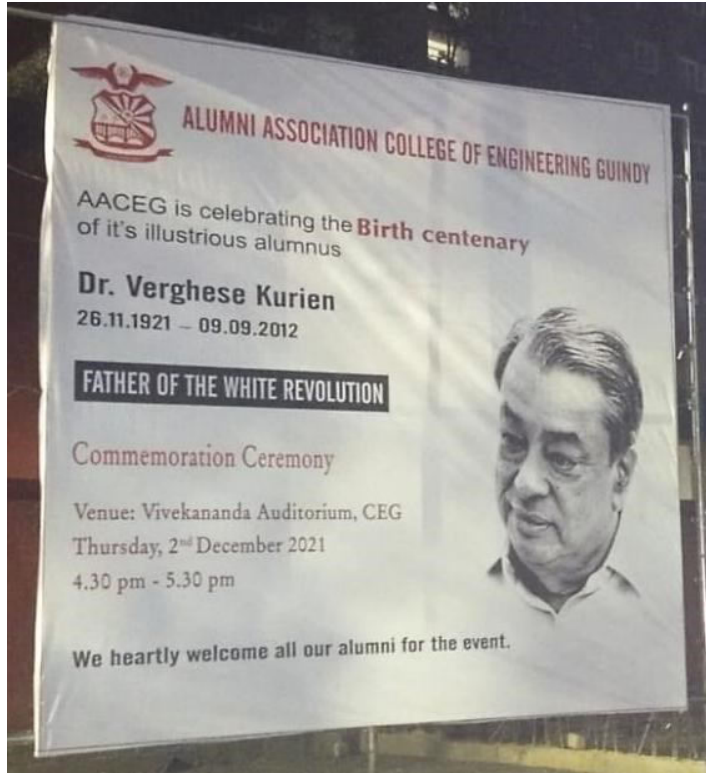 ALUMNI ASSOCIATION COLLEGE OF ENGINEERING GUINDY
AACEG is celebrating the Birth centenary
of it's illustrious alumnus
Dr. Verghese Kurien
26.11.1921 – 09.09.2012
FATHER OF THE WHITE REVOLUTION
Commemoration Ceremony
Venue: Vivekananda Auditorium, CEG
Thursday, 2nd December 2021
4.30 pm - 5.30 pm
We heartly welcome all our alumni for the event.